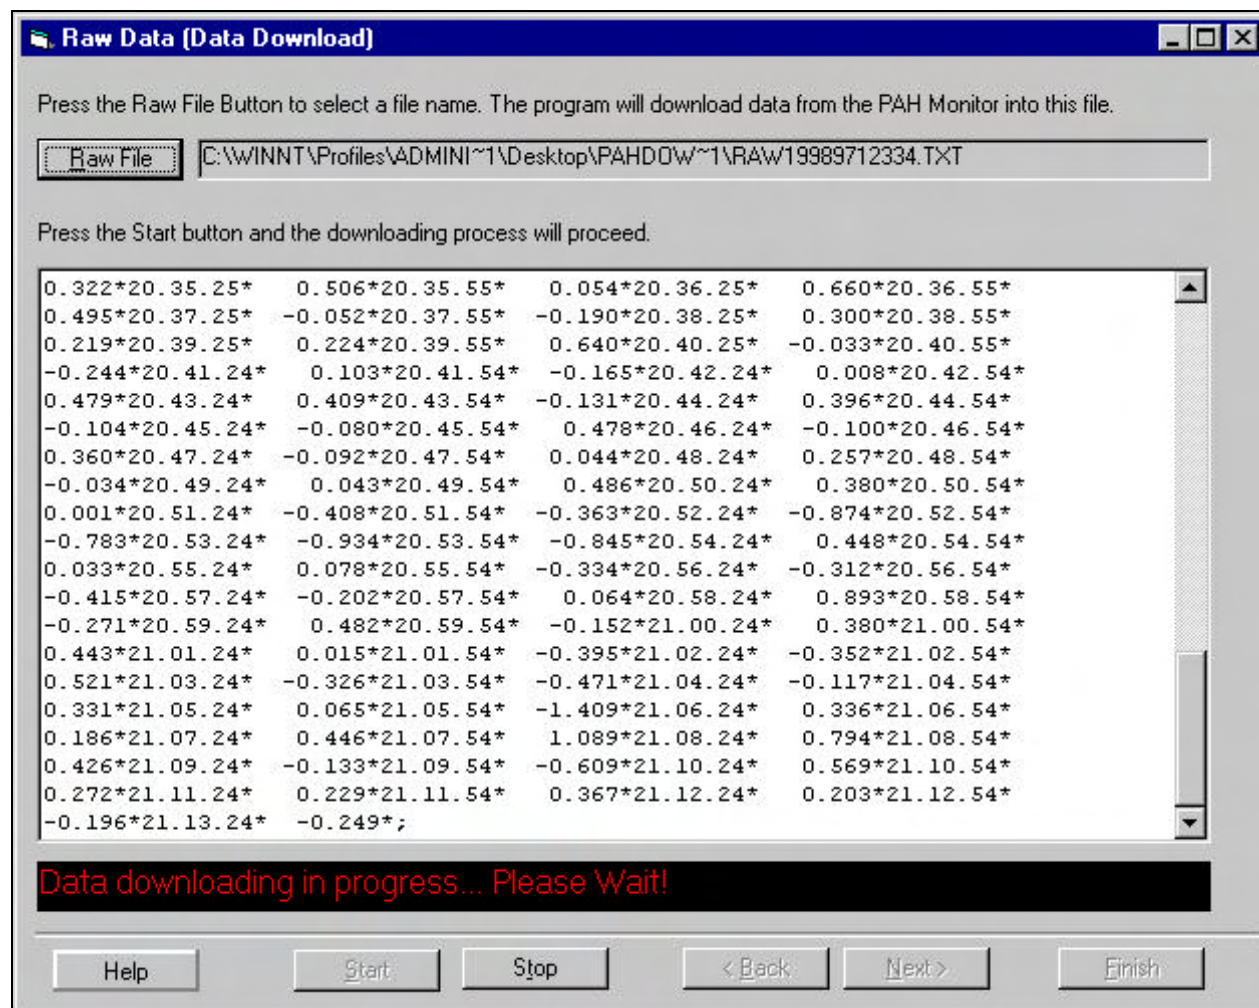 Raw Data (Data Download)
Press the Raw File Button to select a file name. The program will download data from the PAH Monitor into this file.
Raw File C:\WINNT\Profiles\ADMINI~1\Desktop\PAHDOW~1\RAW19989712334.TXT
Press the Start button and the downloading process will proceed.
0.322*20.35.25* 0.506*20.35.55* 0.054*20.36.25* 0.660*20.36.55*
0.495*20.37.25* -0.052*20.37.55* -0.190*20.38.25* 0.300*20.38.55*
0.219*20.39.25* 0.224*20.39.55* 0.640*20.40.25* -0.033*20.40.55*
-0.244*20.41.24* 0.103*20.41.54* -0.165*20.42.24* 0.008*20.42.54*
0.479*20.43.24* 0.409*20.43.54* -0.131*20.44.24* 0.396*20.44.54*
-0.104*20.45.24* -0.080*20.45.54* 0.478*20.46.24* -0.100*20.46.54*
0.360*20.47.24* -0.092*20.47.54* 0.044*20.48.24* 0.257*20.48.54*
-0.034*20.49.24* 0.043*20.49.54* 0.486*20.50.24* 0.380*20.50.54*
0.001*20.51.24* -0.408*20.51.54* -0.363*20.52.24* -0.874*20.52.54*
-0.783*20.53.24* -0.934*20.53.54* -0.845*20.54.24* 0.448*20.54.54*
0.033*20.55.24* 0.078*20.55.54* -0.334*20.56.24* -0.312*20.56.54*
-0.415*20.57.24* -0.202*20.57.54* 0.064*20.58.24* 0.893*20.58.54*
-0.271*20.59.24* 0.482*20.59.54* -0.152*21.00.24* 0.380*21.00.54*
0.443*21.01.24* 0.015*21.01.54* -0.395*21.02.24* -0.352*21.02.54*
0.521*21.03.24* -0.326*21.03.54* -0.471*21.04.24* -0.117*21.04.54*
0.331*21.05.24* 0.065*21.05.54* -1.409*21.06.24* 0.336*21.06.54*
0.186*21.07.24* 0.446*21.07.54* 1.089*21.08.24* 0.794*21.08.54*
0.426*21.09.24* -0.133*21.09.54* -0.609*21.10.24* 0.569*21.10.54*
0.272*21.11.24* 0.229*21.11.54* 0.367*21.12.24* 0.203*21.12.54*
-0.196*21.13.24* -0.249*;
Data downloading in progress... Please Wait!
Help Start Stop < Back Next > Finish